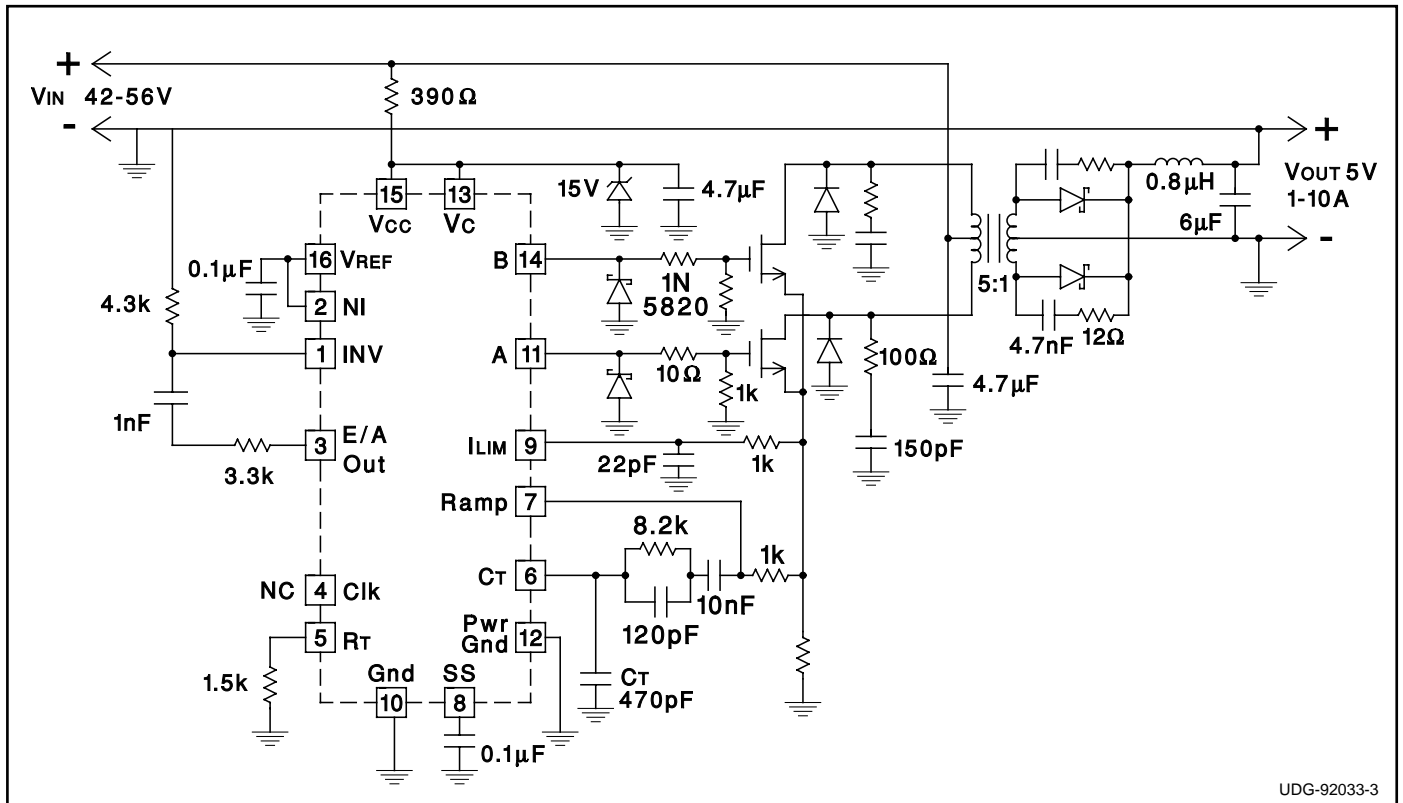 +
390Ω
VIN 42-56V
-
+
VOUT 5V
1-10A
-
0.8µH
6µF
15V
4.7µF
15
VCC
13
VC
16 VREF
0.1µF
2 NI
4.3k
1 INV
1nF
3 E/A
Out
3.3k
B 14
1N
5820
5:1
A 11
10Ω
1k
100Ω
4.7µF
4.7nF
12Ω
ILIM 9
22pF
1k
150pF
Ramp 7
8.2k
CT 6
1k
10nF
120pF
NC 4 Clk
5 RT
1.5k
Pwr
Gnd 12
CT
470pF
Gnd
10
SS
8
0.1µF
UDG-92033-3